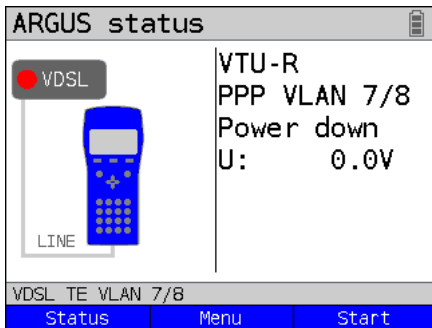 ARGUS status
VDSL
VTU-R
PPP VLAN 7/8
Power down
U: 0.0V
LINE
VDSL TE VLAN 7/8
Status Menu Start